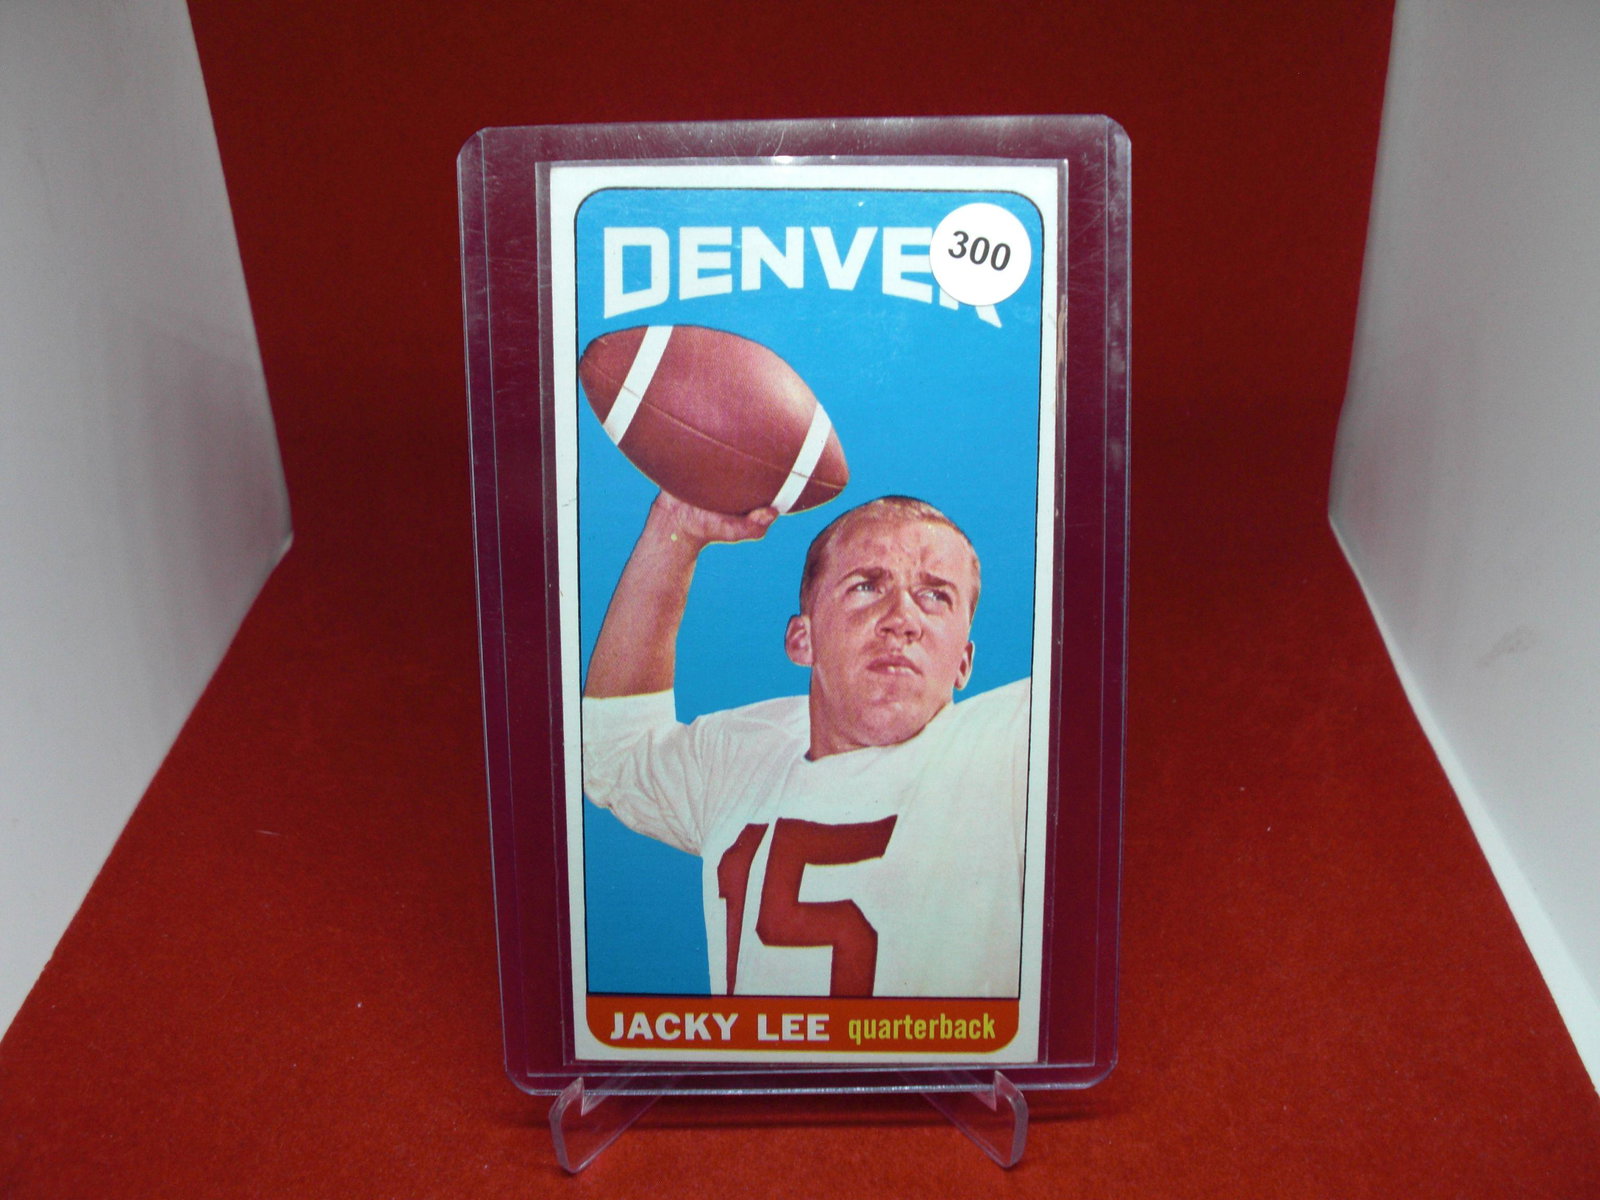 DENVER
300
15
JACKY LEE quarterback